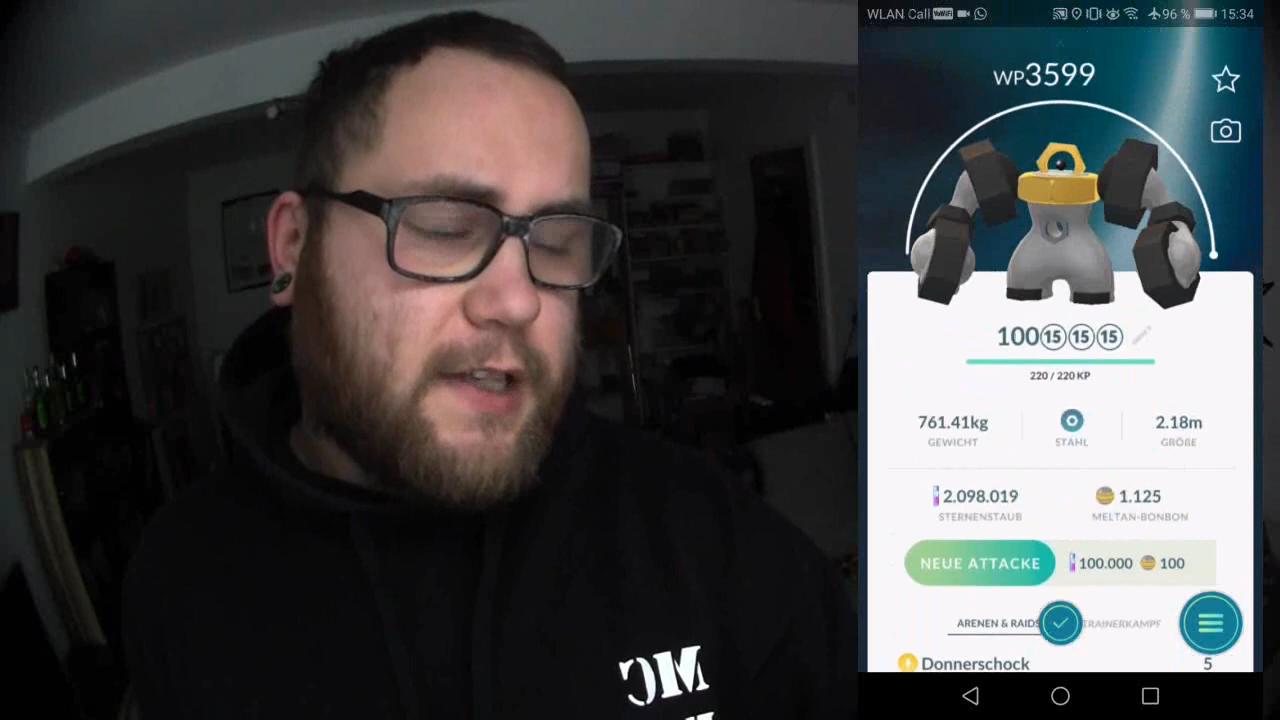 WLAN Call VoWiFi 96 % 15:34
WP3599
100 15 15 15
220 / 220 KP
761.41kg 2.18m
GEWICHT STAHL GRÖßE
2.098.019 1.125
STERNENSTAUB MELTAN-BONBON
NEUE ATTACKE 100.000 100
ARENEN & RAIDS TRAINERKAMPF
Donnerschock 5
MC